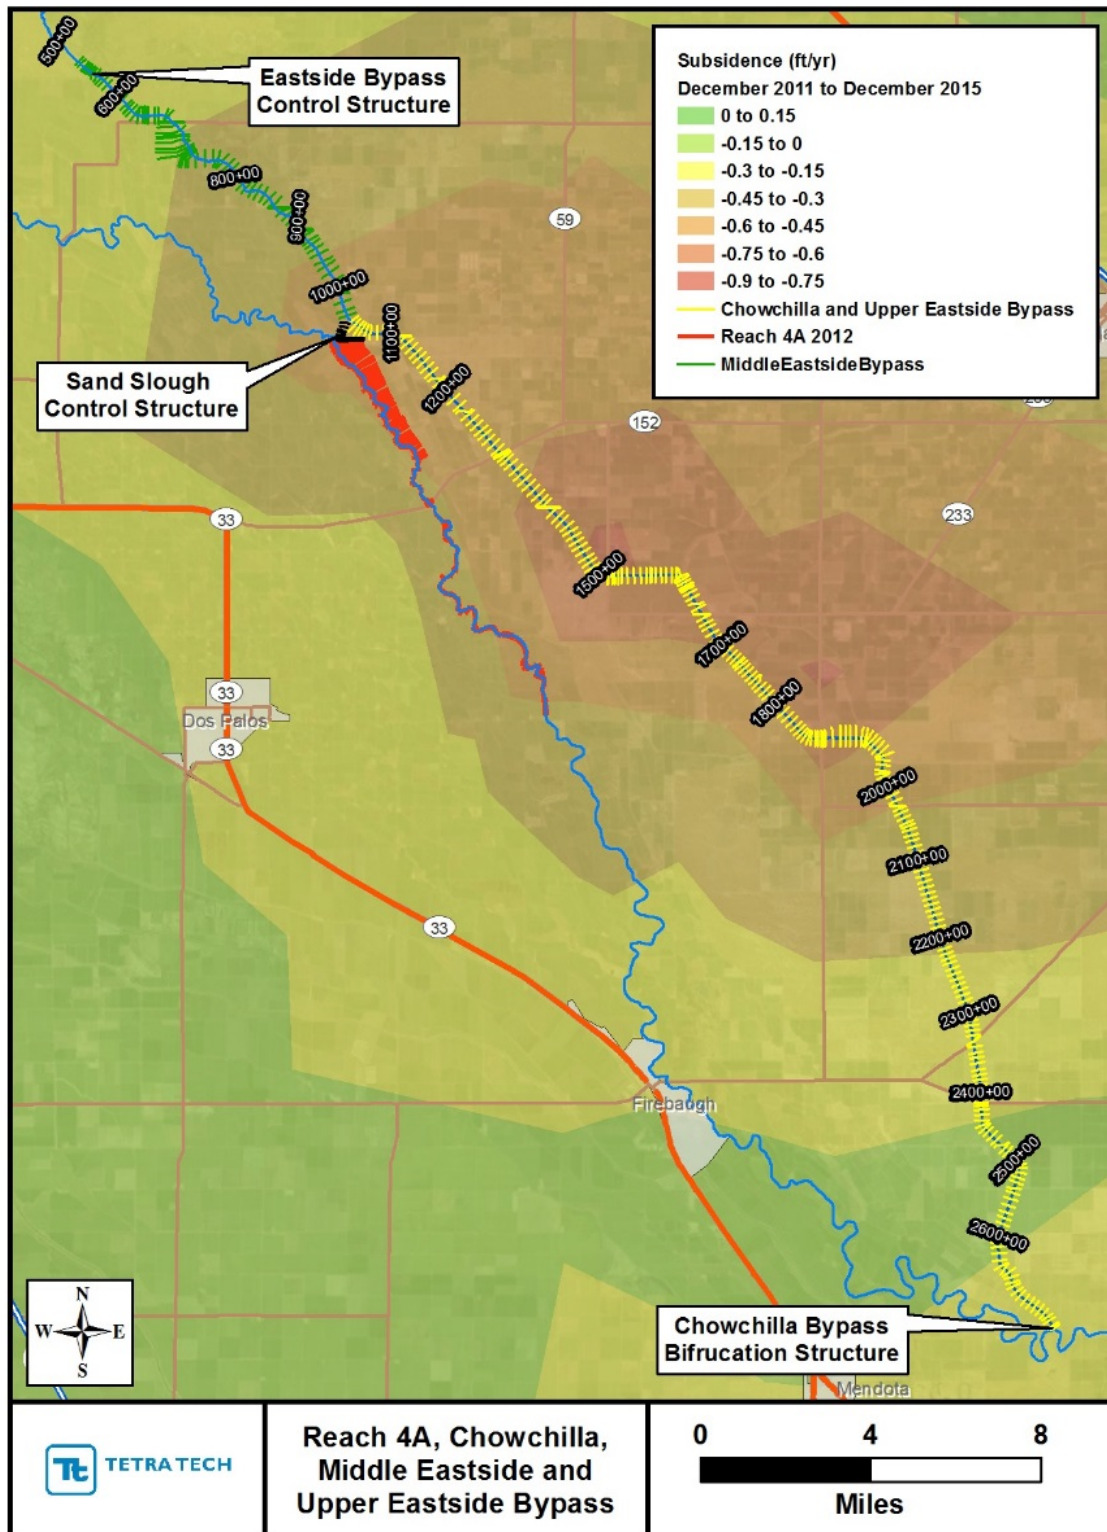 500+00
Eastside Bypass
Control Structure
600+00
800+00
900+00
59
1000+00
1100+00
Sand Slough
Control Structure
1200+00
152
33
233
1500+00
1700+00
33
Dos Palos
33
1800+00
2000+00
2100+00
33
2200+00
2300+00
2400+00
Firebaugh
2500+00
2600+00
Chowchilla Bypass
Bifrucation Structure
Mendota
Subsidence (ft/yr)
December 2011 to December 2015
0 to 0.15
-0.15 to 0
-0.3 to -0.15
-0.45 to -0.3
-0.6 to -0.45
-0.75 to -0.6
-0.9 to -0.75
Chowchilla and Upper Eastside Bypass
Reach 4A 2012
MiddleEastsideBypass
N
W E
S
Tt TETRA TECH
Reach 4A, Chowchilla,
Middle Eastside and
Upper Eastside Bypass
0 4 8
Miles